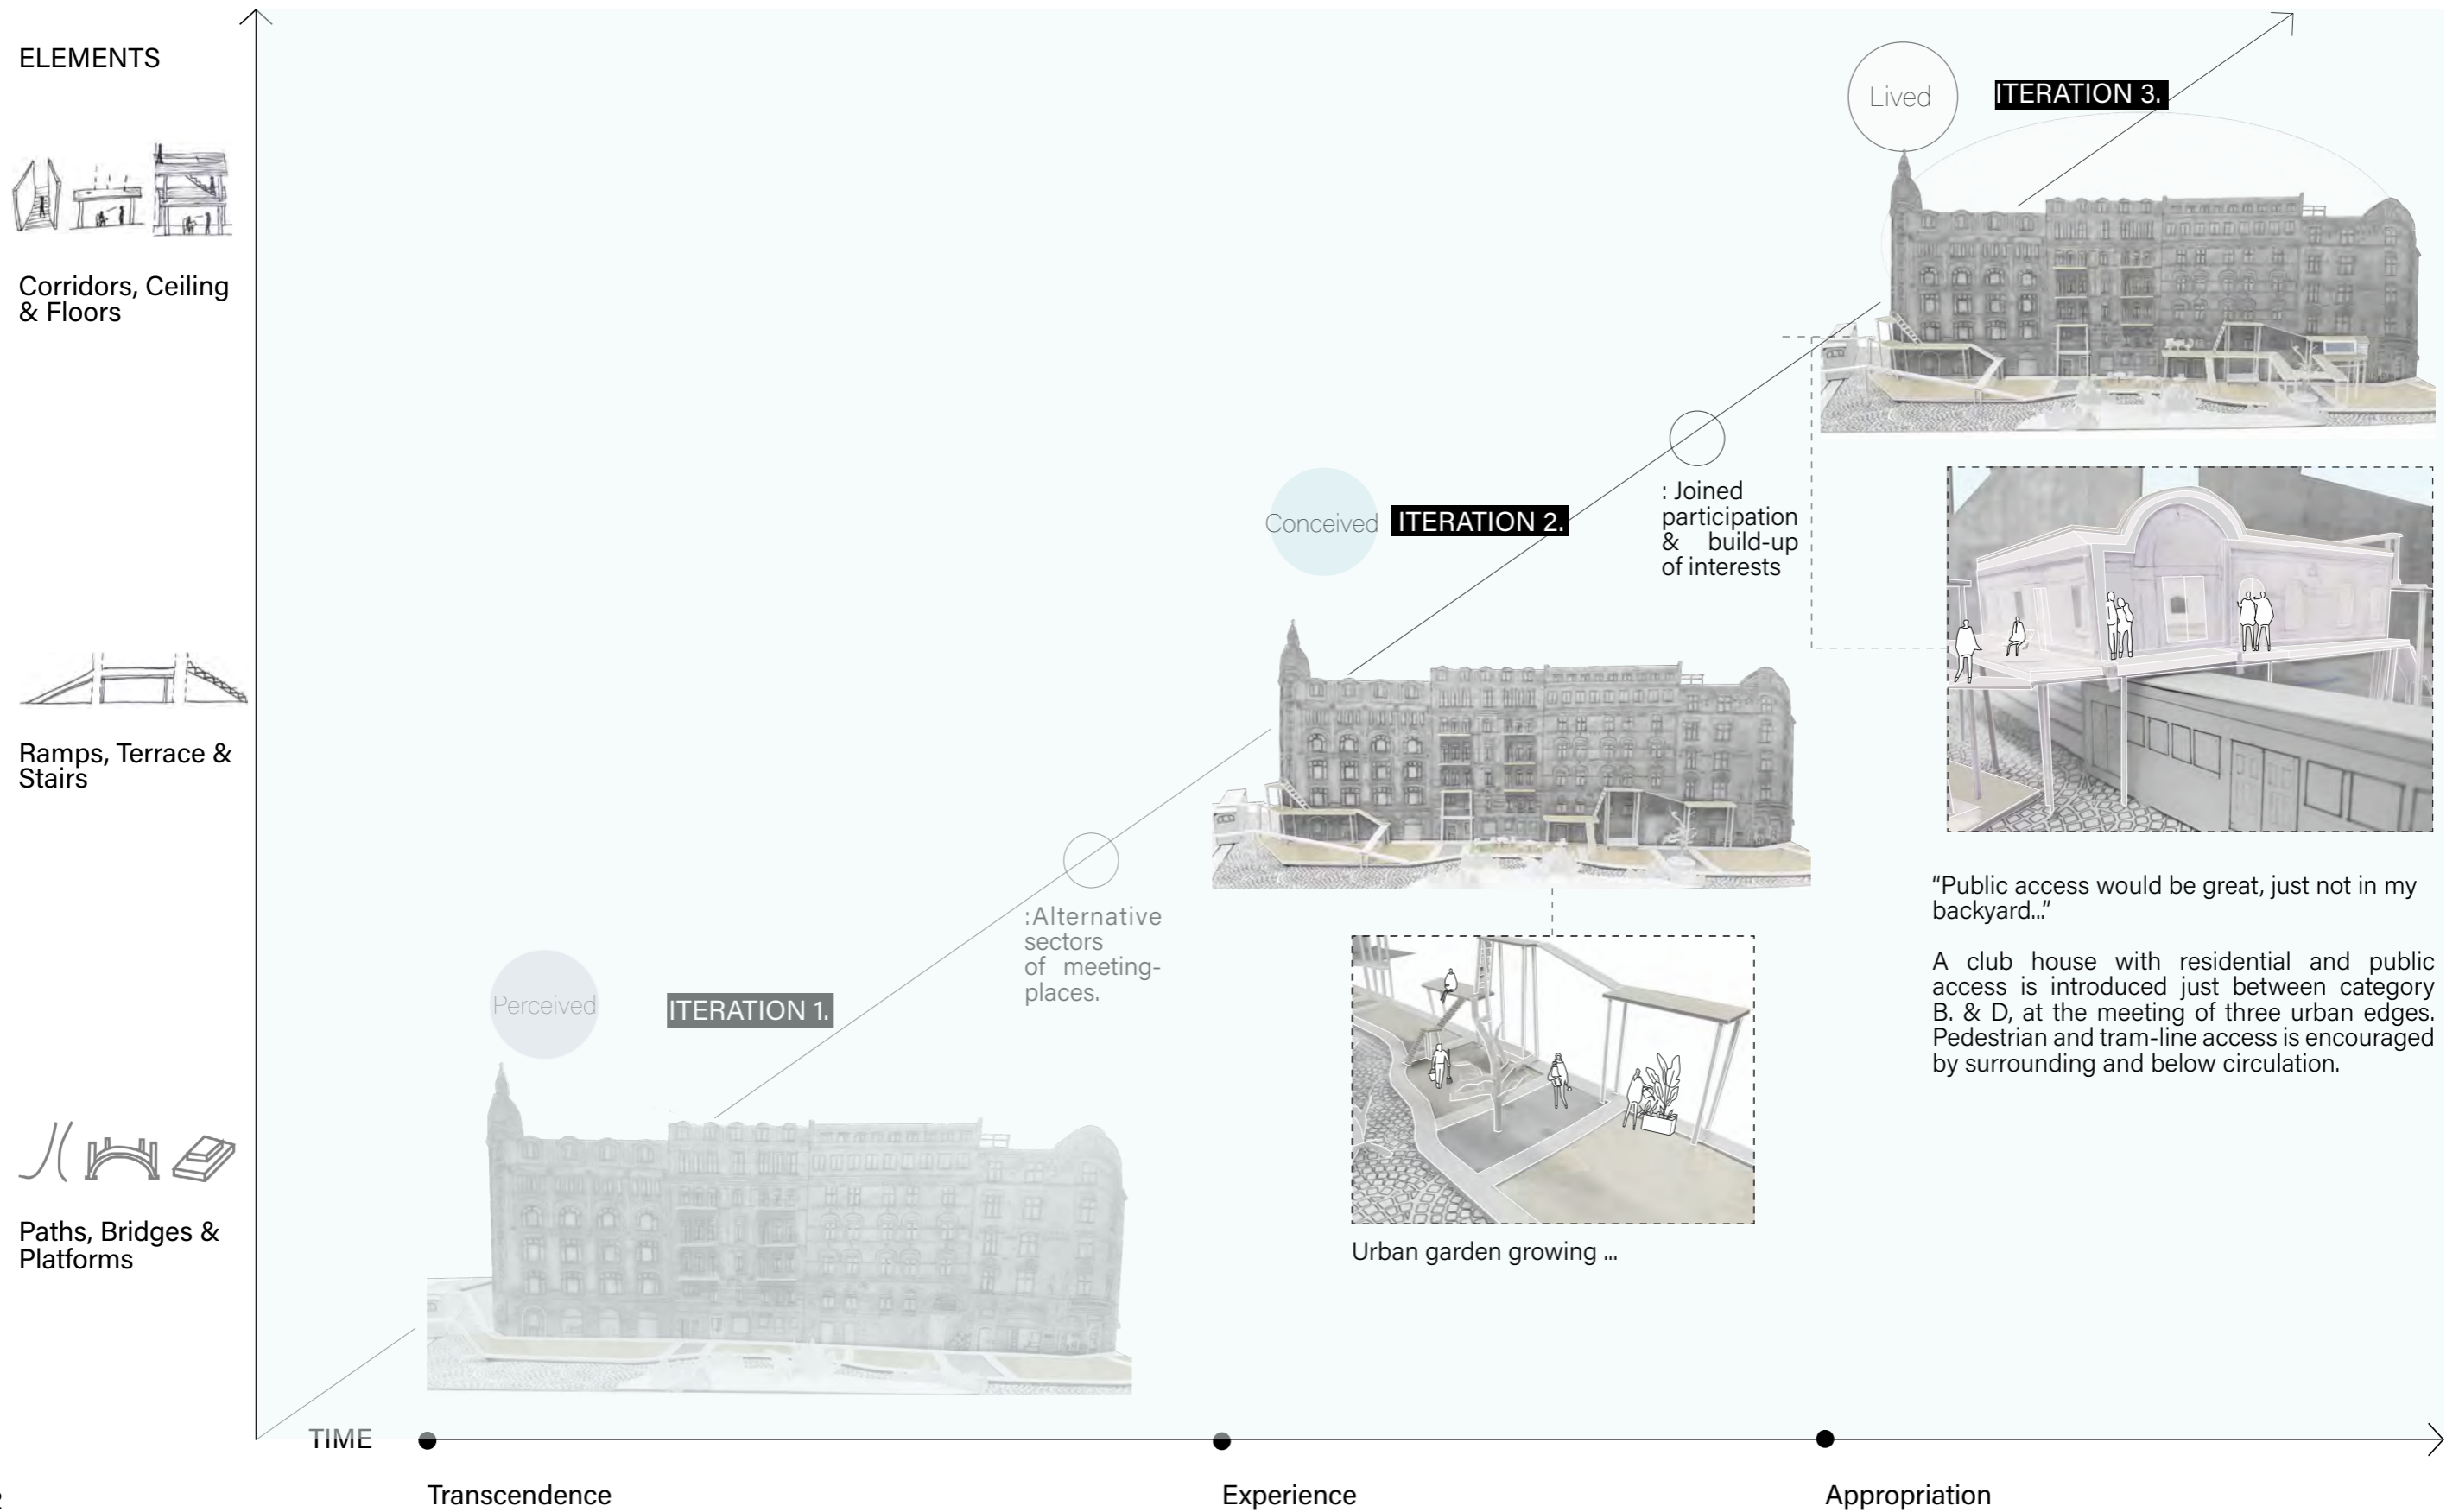 ELEMENTS
Corridors, Ceiling
& Floors
Ramps, Terrace &
Stairs
Paths, Bridges &
Platforms
Lived
ITERATION 3.
Conceived
ITERATION 2.
: Joined
participation
& build-up
of interests
Perceived
ITERATION 1.
:Alternative
sectors
of meeting-
places.
Urban garden growing ...
"Public access would be great, just not in my
backyard..."
A club house with residential and public
access is introduced just between category
B. & D, at the meeting of three urban edges.
Pedestrian and tram-line access is encouraged
by surrounding and below circulation.
TIME
Transcendence
Experience
Appropriation